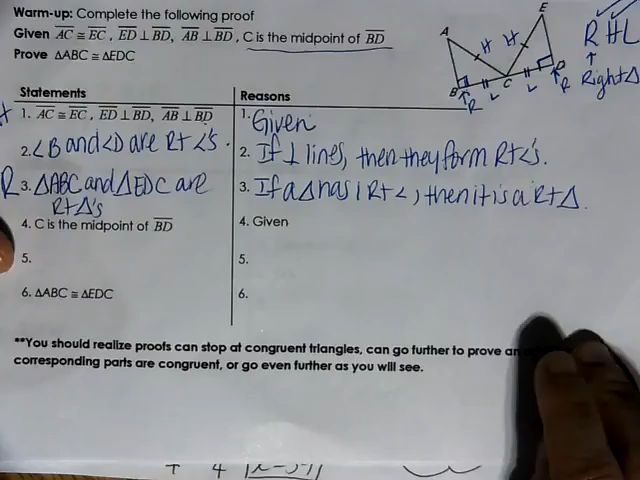 Warm-up: Complete the following proof
Given AC ≅ EC, ED ⊥ BD, AB ⊥ BD, C is the midpoint of BD
Prove ΔABC ≅ ΔEDC
A E
H H
B C D
R L L R
R H L
↑
Right Δ
Statements Reasons
1. AC ≅ EC, ED ⊥ BD, AB ⊥ BD 1. Given
2. ∠B and ∠D are Rt ∠'s. 2. If ⊥ lines, then they form Rt ∠'s.
R 3. ΔABC and ΔEDC are 3. If a Δ has 1 Rt ∠, then it is a Rt Δ.
Rt Δ's
4. C is the midpoint of BD 4. Given
5. 5.
6. ΔABC ≅ ΔEDC 6.
**You should realize proofs can stop at congruent triangles, can go further to prove
corresponding parts are congruent, or go even further as you will see.